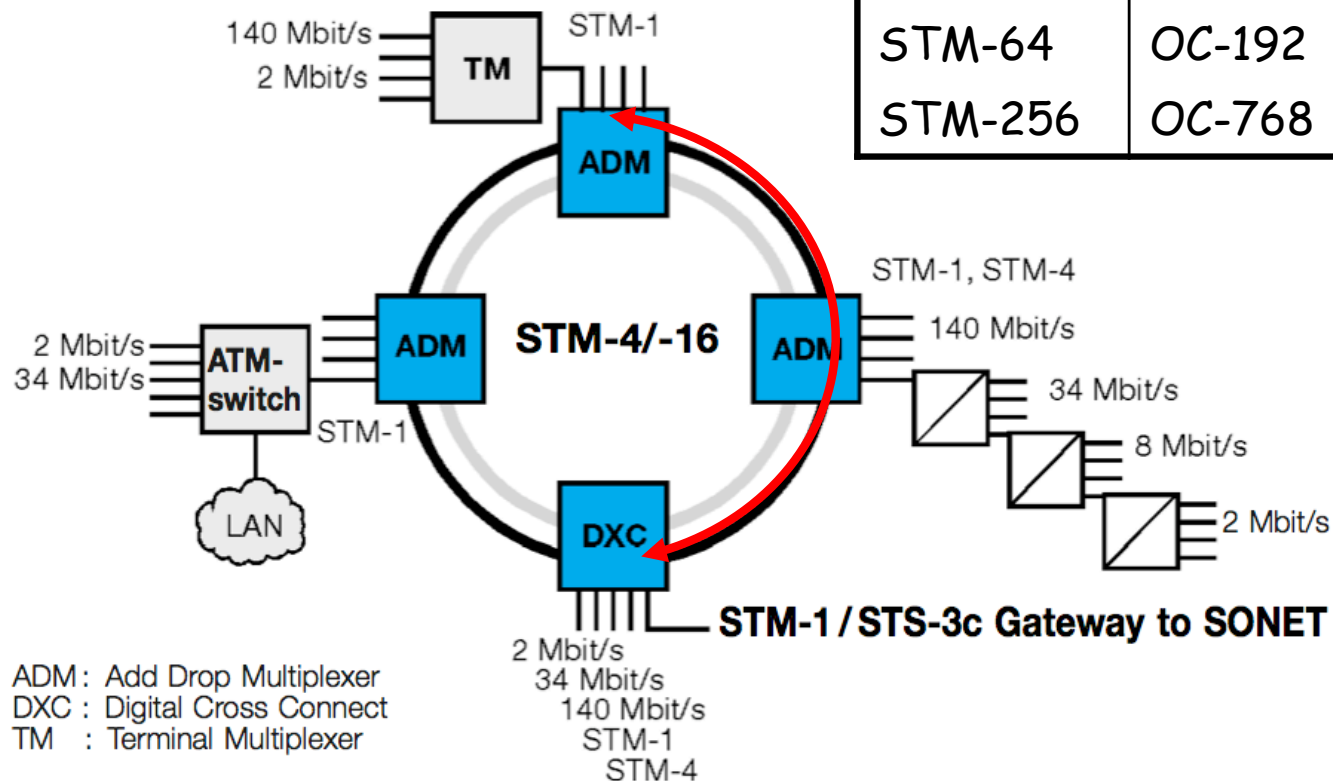 140 Mbit/s
2 Mbit/s
TM
STM-1
STM-64 OC-192
STM-256 OC-768
ADM
STM-1, STM-4
140 Mbit/s
ADM
34 Mbit/s
8 Mbit/s
2 Mbit/s
STM-4/-16
ADM
2 Mbit/s
34 Mbit/s
ATM-
switch
STM-1
LAN
DXC
STM-1/STS-3c Gateway to SONET
2 Mbit/s
34 Mbit/s
140 Mbit/s
STM-1
STM-4
ADM : Add Drop Multiplexer
DXC : Digital Cross Connect
TM : Terminal Multiplexer